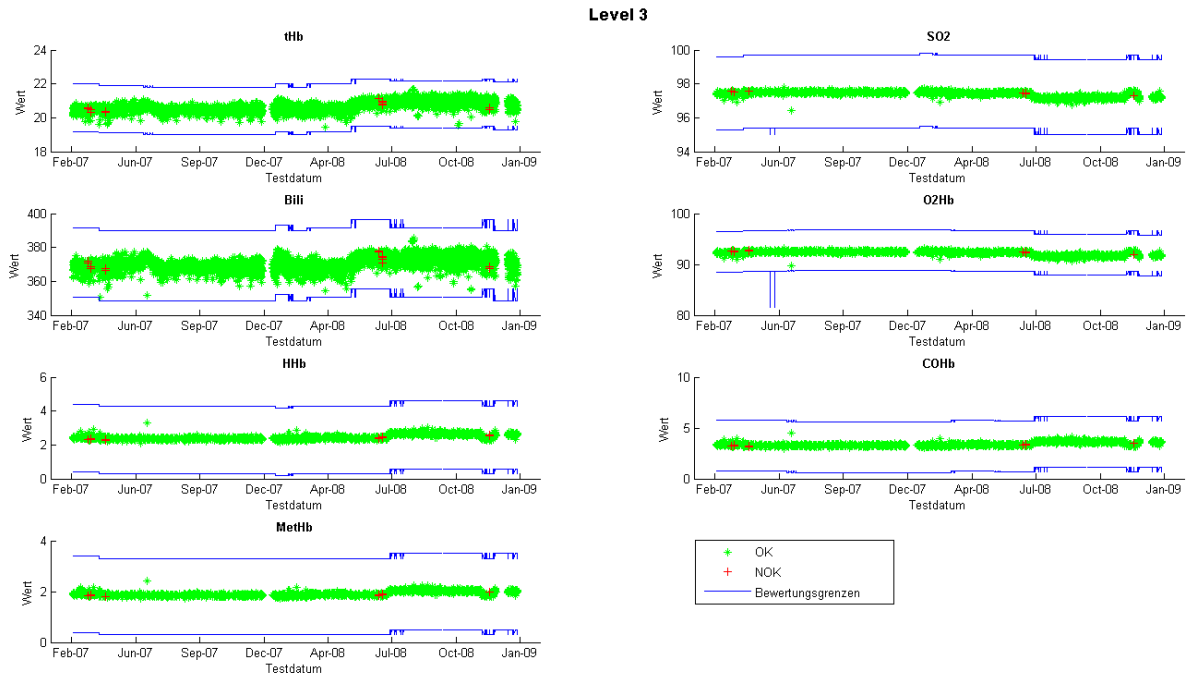 Level 3
tHb
24
22
20
18
Wert
Feb-07 Jun-07 Sep-07 Dec-07 Apr-08 Jul-08 Oct-08 Jan-09
Testdatum
SO2
100
98
96
94
Wert
Feb-07 Jun-07 Sep-07 Dec-07 Apr-08 Jul-08 Oct-08 Jan-09
Testdatum
Bili
400
380
360
340
Wert
Feb-07 Jun-07 Sep-07 Dec-07 Apr-08 Jul-08 Oct-08 Jan-09
Testdatum
O2Hb
100
90
80
Wert
Feb-07 Jun-07 Sep-07 Dec-07 Apr-08 Jul-08 Oct-08 Jan-09
Testdatum
HHb
6
4
2
0
Wert
Feb-07 Jun-07 Sep-07 Dec-07 Apr-08 Jul-08 Oct-08 Jan-09
Testdatum
COHb
10
5
0
Wert
Feb-07 Jun-07 Sep-07 Dec-07 Apr-08 Jul-08 Oct-08 Jan-09
Testdatum
MetHb
4
2
0
Wert
Feb-07 Jun-07 Sep-07 Dec-07 Apr-08 Jul-08 Oct-08 Jan-09
Testdatum
OK
NOK
Bewertungsgrenzen